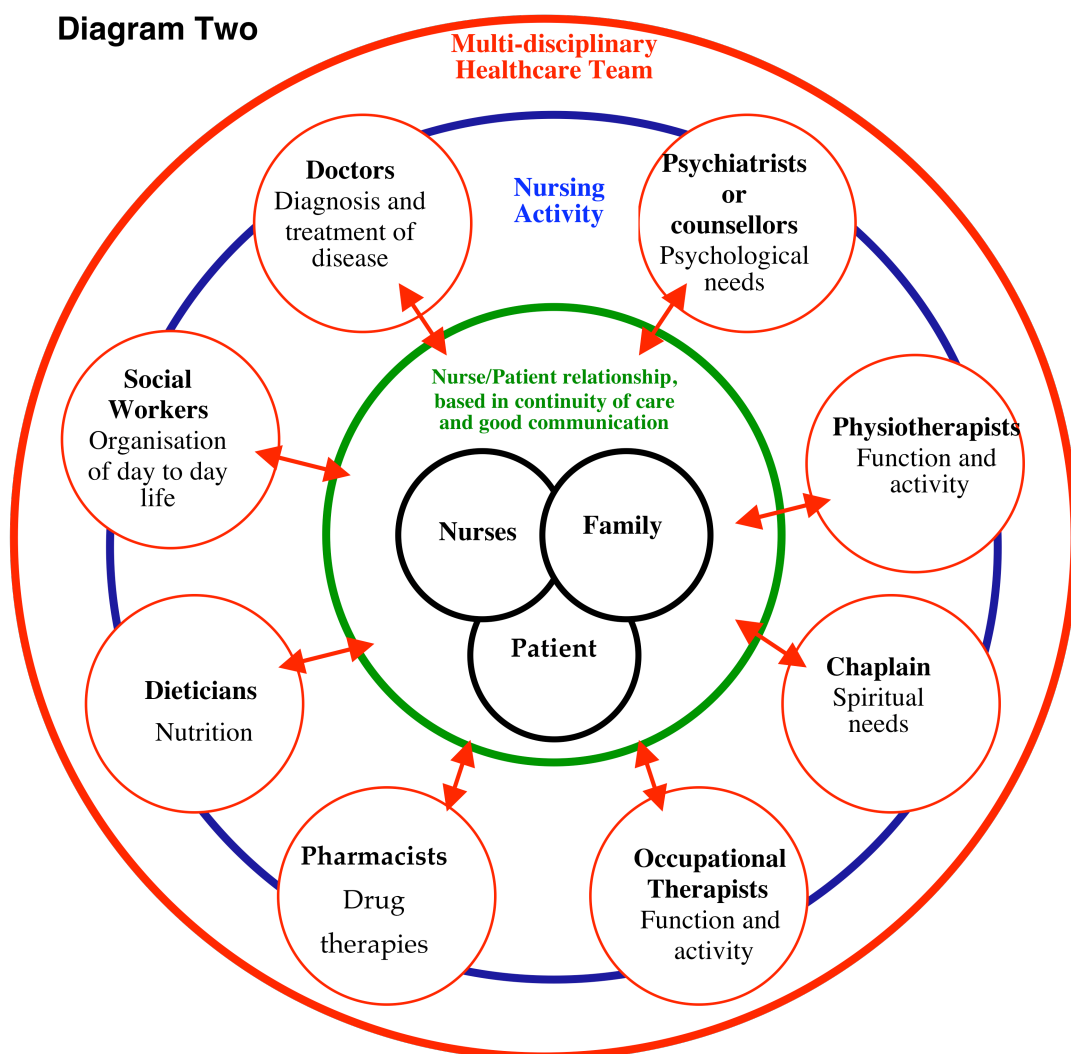 Diagram Two
Multi-disciplinary
Healthcare Team
Doctors
Diagnosis and
treatment of
disease
Nursing
Activity
Psychiatrists
or
counsellors
Psychological
needs
Social
Workers
Organisation
of day to day
life
Nurse/Patient relationship,
based in continuity of care
and good communication
Physiotherapists
Function and
activity
Nurses
Family
Patient
Dieticians
Nutrition
Chaplain
Spiritual
needs
Pharmacists
Drug
therapies
Occupational
Therapists
Function and
activity